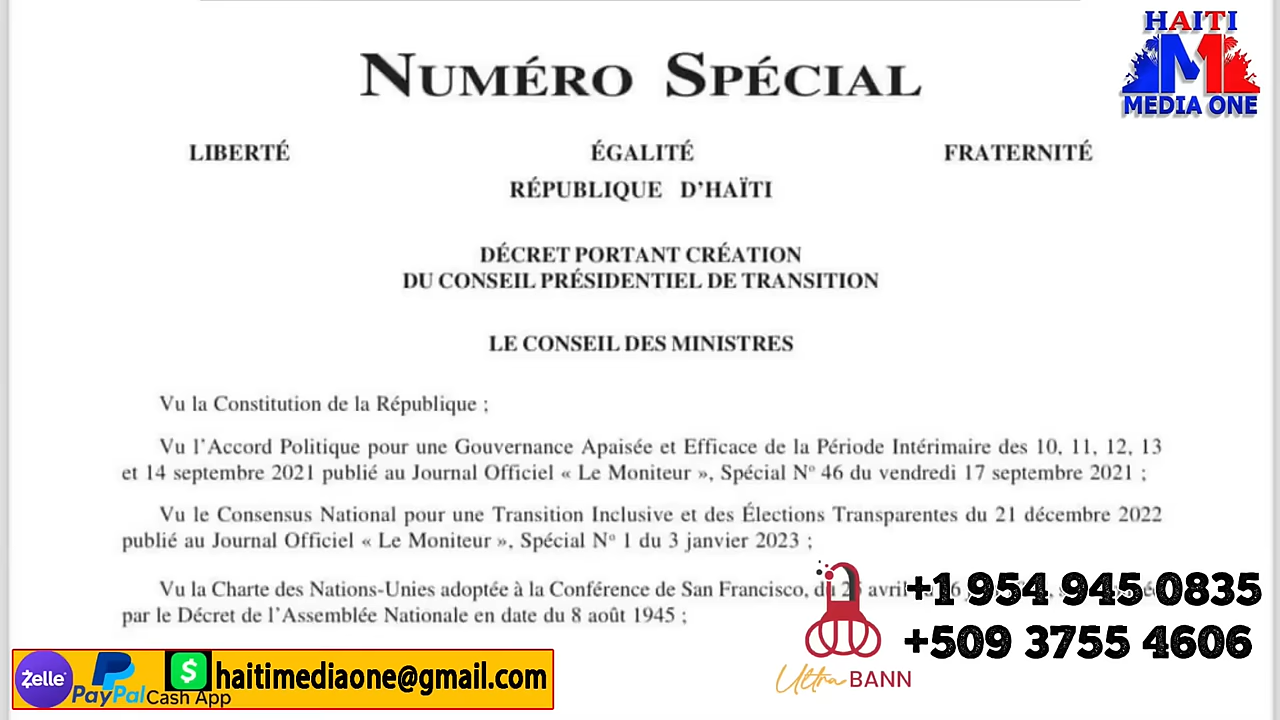 NUMÉRO SPÉCIAL
HAITI
M
MEDIA ONE
LIBERTÉ ÉGALITÉ FRATERNITÉ
RÉPUBLIQUE D'HAÏTI
DÉCRET PORTANT CRÉATION
DU CONSEIL PRÉSIDENTIEL DE TRANSITION
LE CONSEIL DES MINISTRES
Vu la Constitution de la République ;
Vu l'Accord Politique pour une Gouvernance Apaisée et Efficace de la Période Intérimaire des 10, 11, 12, 13
et 14 septembre 2021 publié au Journal Officiel « Le Moniteur », Spécial Nº 46 du vendredi 17 septembre 2021 ;
Vu le Consensus National pour une Transition Inclusive et des Élections Transparentes du 21 décembre 2022
publié au Journal Officiel « Le Moniteur », Spécial Nº 1 du 3 janvier 2023 ;
Vu la Charte des Nations-Unies adoptée à la Conférence de San Francisco, du avril
par le Décret de l'Assemblée Nationale en date du 8 août 1945 ;
+1 954 945 0835
+509 3755 4606
Ultra BANN
Zelle PayPal $ Cash App haitimediaone@gmail.com